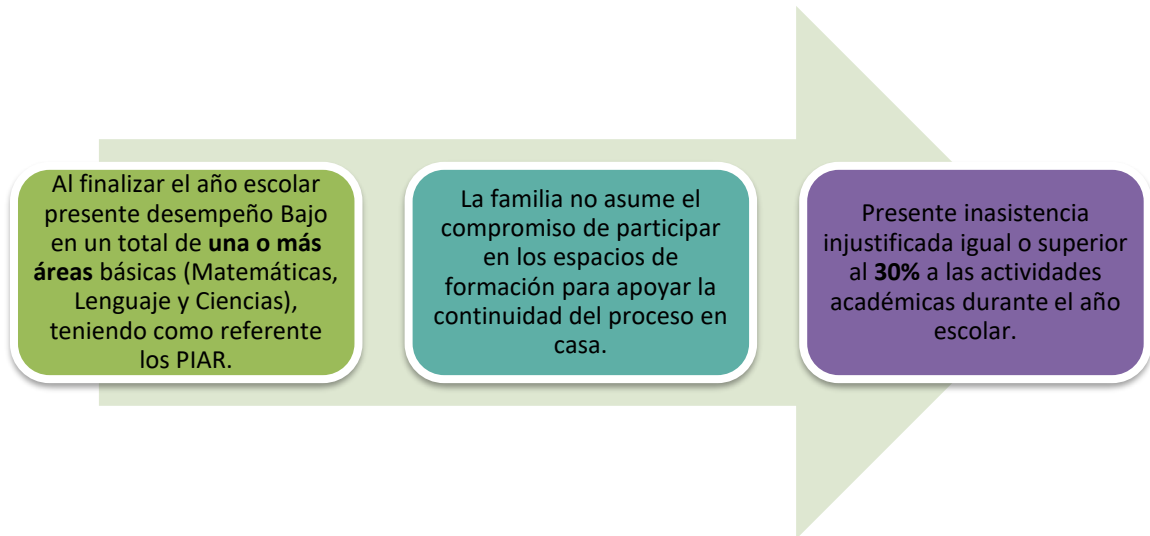 Al finalizar el año escolar
presente desempeño Bajo
en un total de una o más
áreas básicas (Matemáticas,
Lenguaje y Ciencias),
teniendo como referente
los PIAR.
La familia no asume el
compromiso de participar
en los espacios de
formación para apoyar la
continuidad del proceso en
casa.
Presente inasistencia
injustificada igual o superior
al 30% a las actividades
académicas durante el año
escolar.